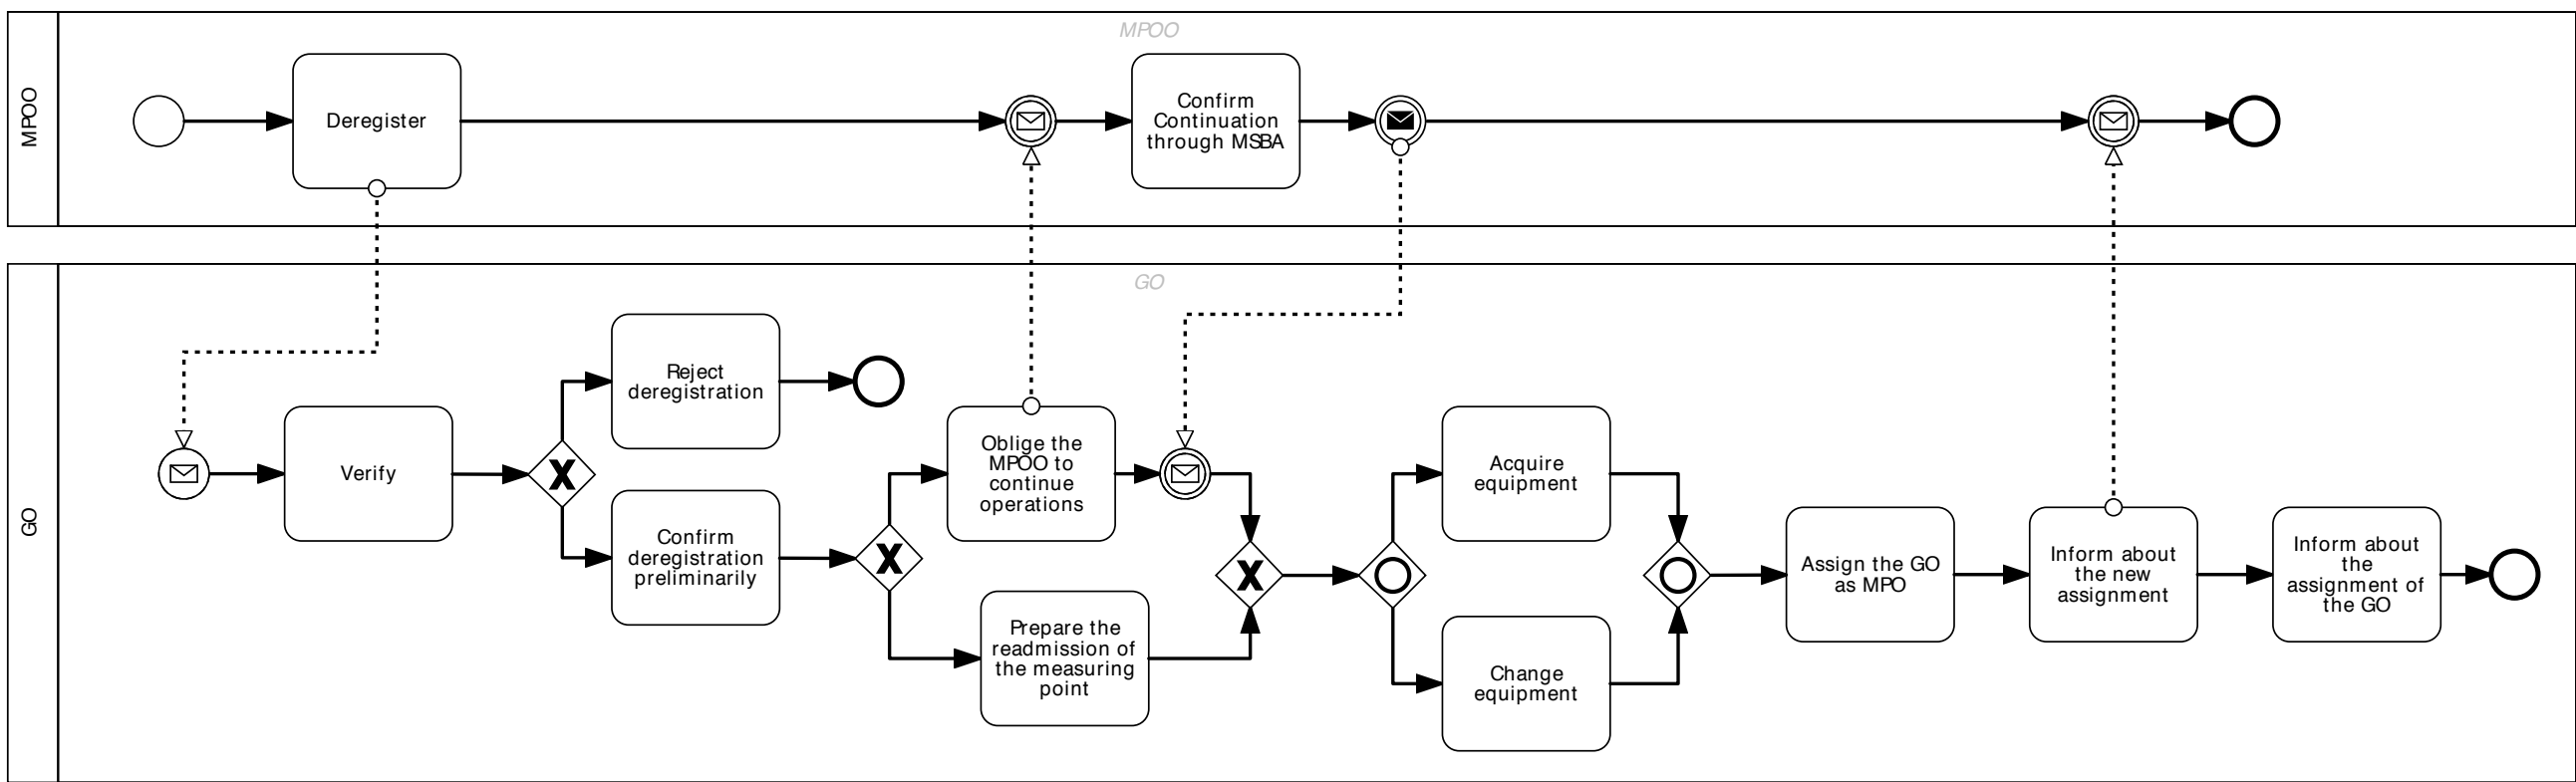 MPOO
MPOO
Deregister
Confirm
Continuation
through MSBA
GO
GO
Verify
Reject
deregistration
Confirm
deregistration
preliminarily
Oblige the
MPOO to
continue
operations
Prepare the
readmission of
the measuring
point
Acquire
equipment
Change
equipment
Assign the GO
as MPO
Inform about
the new
assignment
Inform about
the
assignment of
the GO